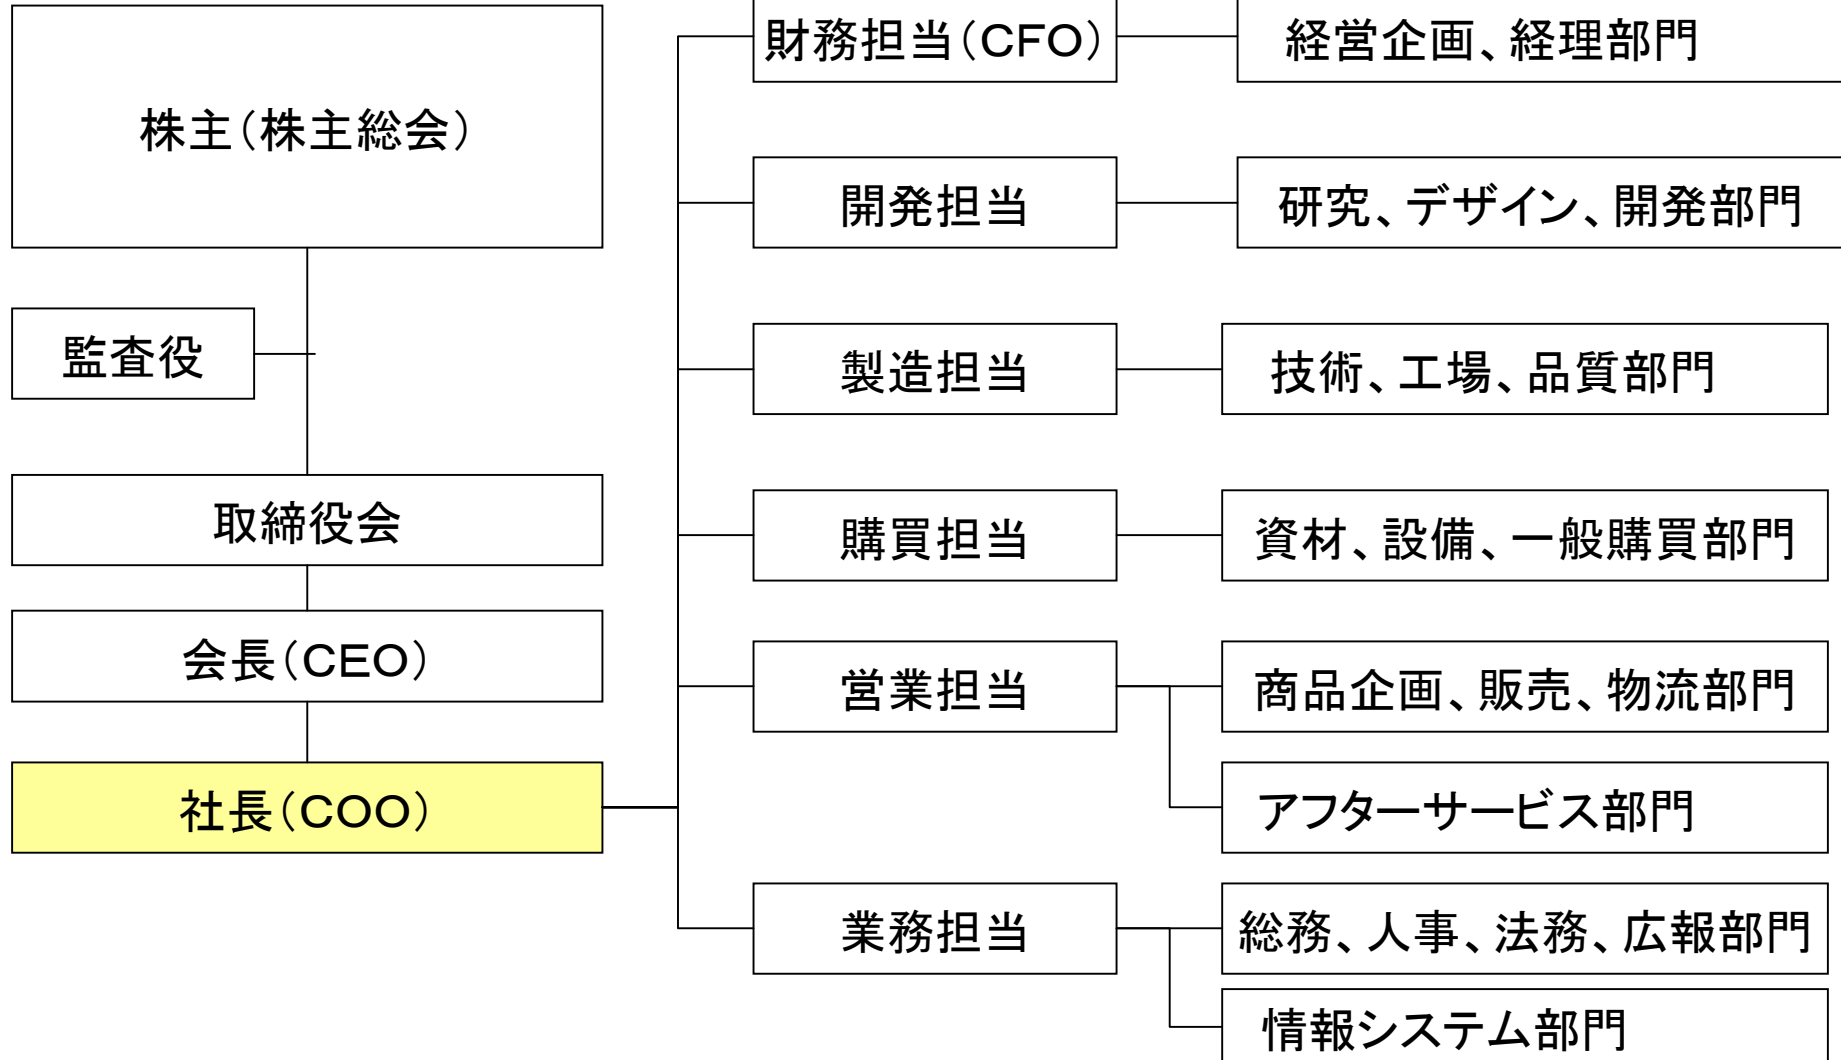 株主（株主総会）
監査役
取締役会
会長（CEO）
社長（COO）
財務担当（CFO）
経営企画、経理部門
開発担当
研究、デザイン、開発部門
製造担当
技術、工場、品質部門
購買担当
資材、設備、一般購買部門
営業担当
商品企画、販売、物流部門
アフターサービス部門
業務担当
総務、人事、法務、広報部門
情報システム部門